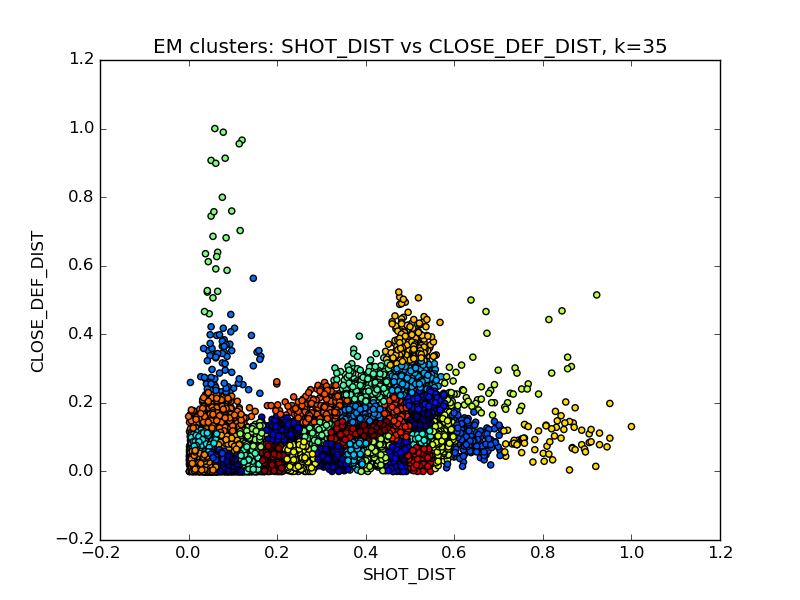 EM clusters: SHOT_DIST vs CLOSE_DEF_DIST, k=35
1.2
1.0
0.8
0.6
0.4
0.2
0.0
−0.2
CLOSE_DEF_DIST
−0.2 0.0 0.2 0.4 0.6 0.8 1.0 1.2
SHOT_DIST